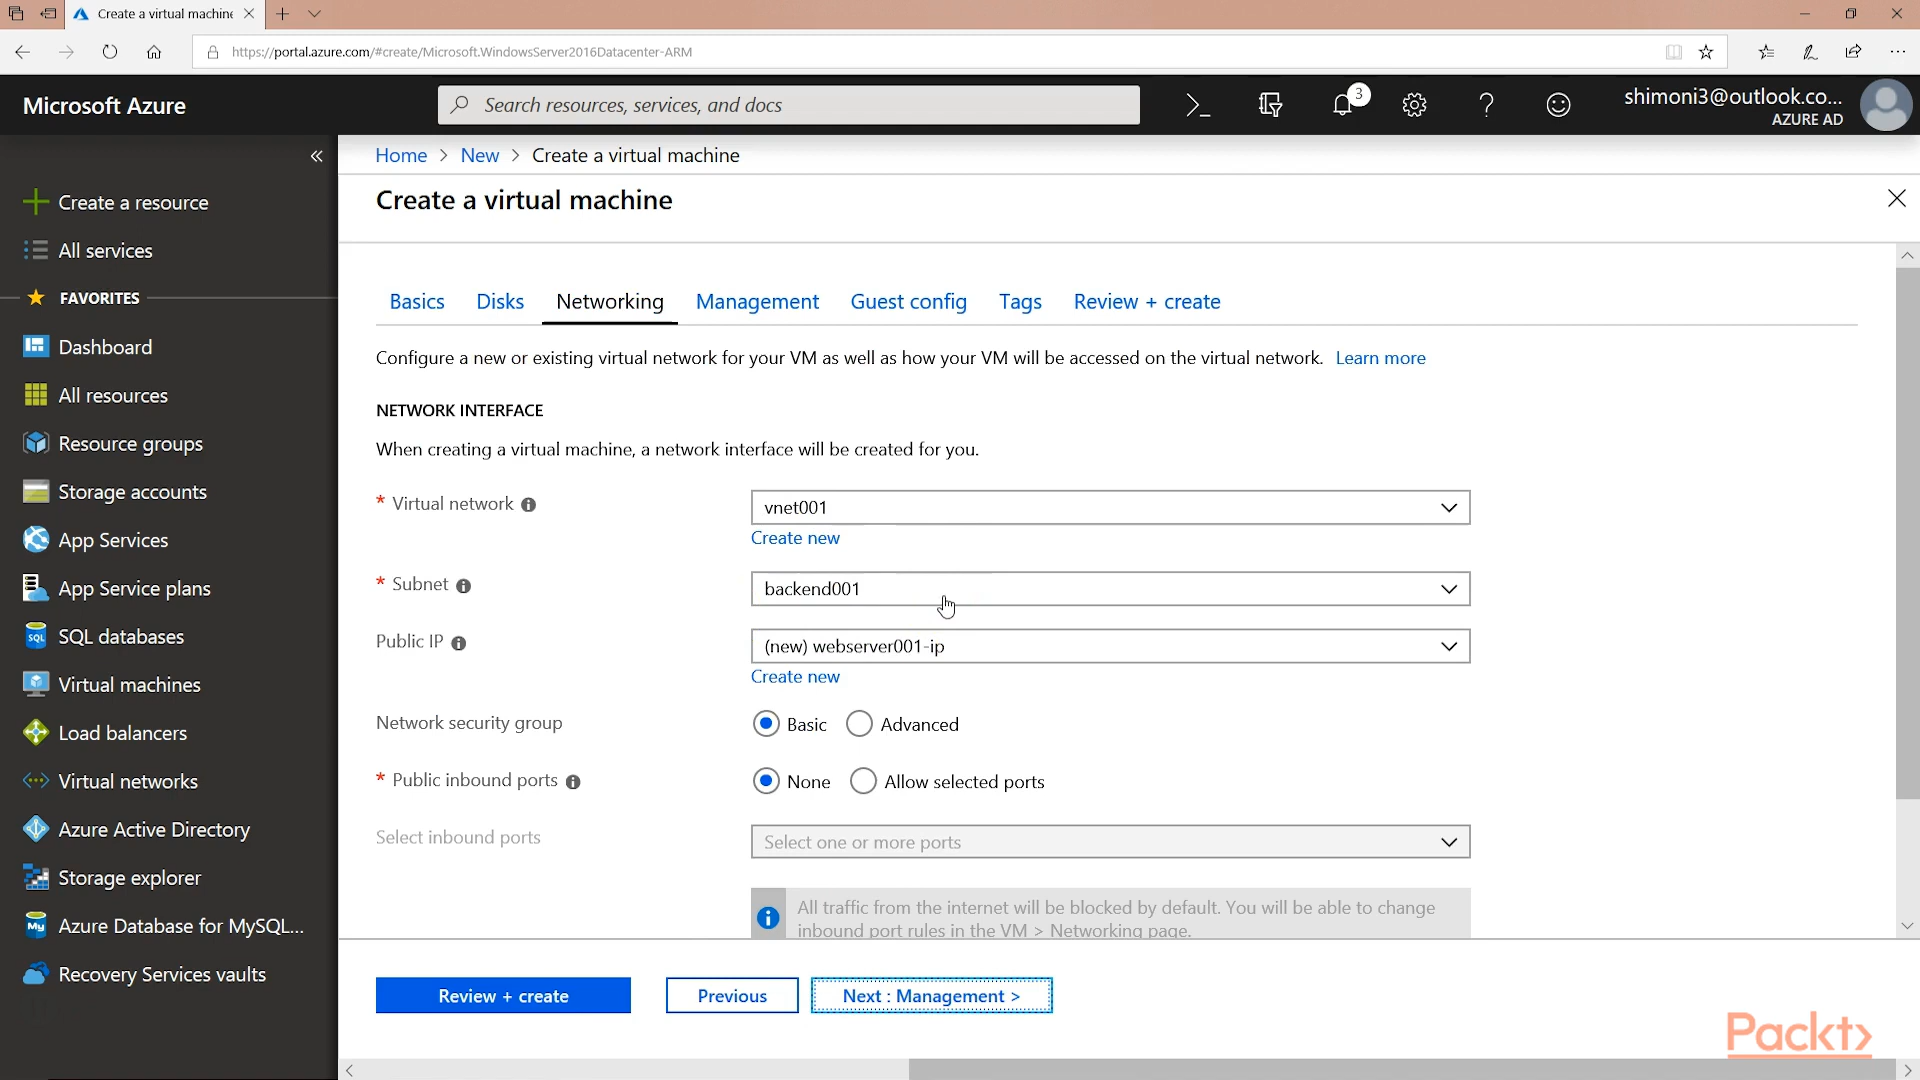 Create a virtual machine
https://portal.azure.com/#create/Microsoft.WindowsServer2016Datacenter-ARM
Microsoft Azure
Search resources, services, and docs
3
shimoni3@outlook.co...
AZURE AD
Create a resource
All services
FAVORITES
Dashboard
All resources
Resource groups
Storage accounts
App Services
App Service plans
SQL
SQL databases
Virtual machines
Load balancers
Virtual networks
Azure Active Directory
Storage explorer
My
Azure Database for MySQL...
Recovery Services vaults
Home > New > Create a virtual machine
Create a virtual machine
Basics Disks Networking Management Guest config Tags Review + create
Configure a new or existing virtual network for your VM as well as how your VM will be accessed on the virtual network. Learn more
NETWORK INTERFACE
When creating a virtual machine, a network interface will be created for you.
* Virtual network
vnet001
Create new
* Subnet
backend001
Public IP
(new) webserver001-ip
Create new
Network security group
Basic Advanced
* Public inbound ports
None Allow selected ports
Select inbound ports
Select one or more ports
All traffic from the internet will be blocked by default. You will be able to change
inbound port rules in the VM > Networking page.
Review + create
Previous
Next : Management >
Packt>